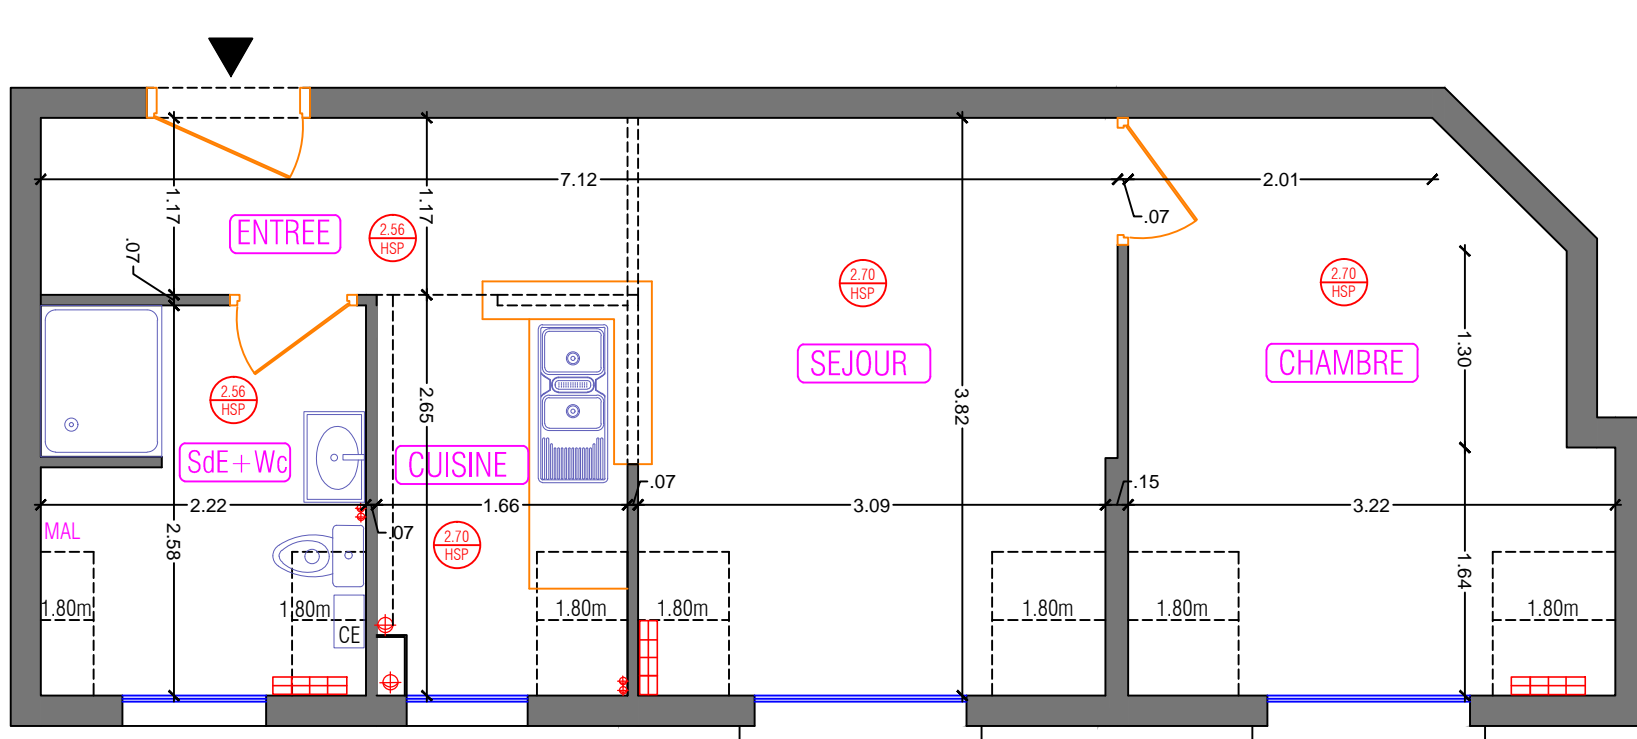 7.12
2.01
.07
1.17
1.17
ENTREE
2.56
HSP
.07
2.70
HSP
2.70
HSP
SEJOUR
CHAMBRE
1.30
2.56
HSP
2.65
3.82
SdE+Wc
CUISINE
.07
.15
2.22
1.66
3.09
3.22
MAL
2.58
.07
2.70
HSP
1.64
1.80m
1.80m
1.80m
1.80m
1.80m
1.80m
1.80m
CE